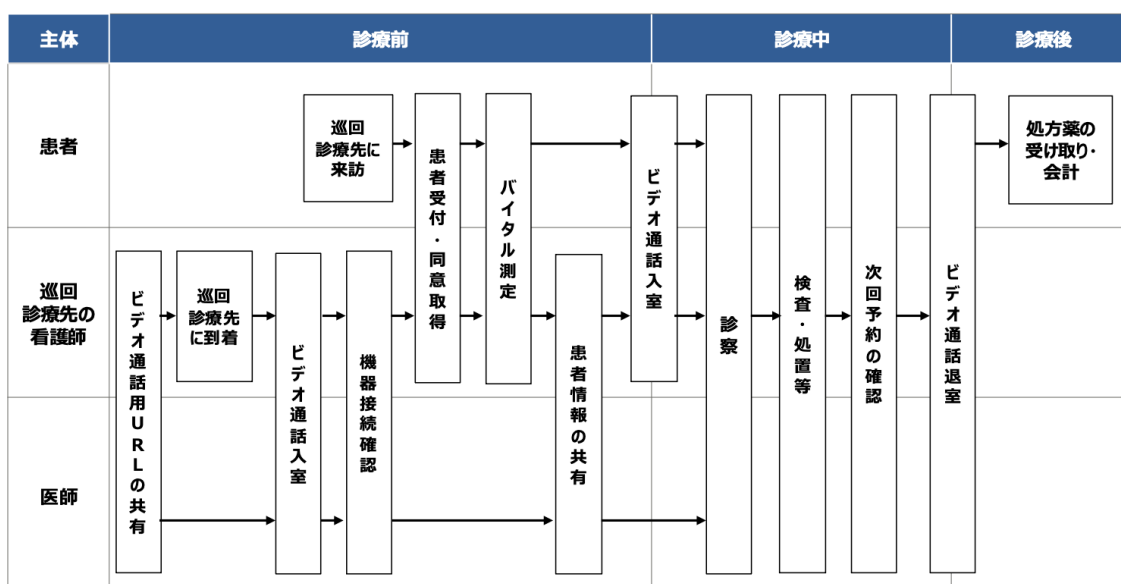 主体
診療前
診療中
診療後
患者
巡回
診療先に
来訪
患者受付・同意取得
バイタル測定
ビデオ通話入室
処方薬の
受け取り・
会計
巡回
診療先の
看護師
ビデオ通話用URLの共有
巡回
診療先
に到着
ビデオ通話入室
機器接続確認
患者情報の共有
診察
検査・処置等
次回予約の確認
ビデオ通話退室
医師